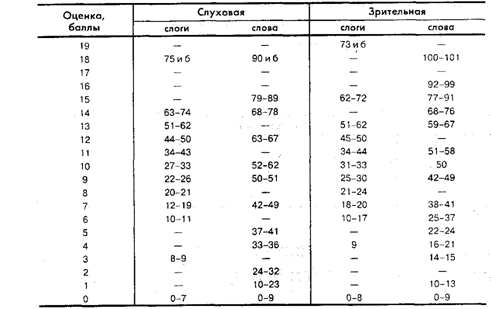 Оценка, баллы Слуховая Зрительная
слоги слова слоги слова
19 — — 73 и б —
18 75 и б 90 и б — 100–101
17 — — — —
16 — — — 92–99
15 — 79–89 62–72 77–91
14 63–74 68–78 — 68–76
13 51–62 — 51–62 59–67
12 44–50 63–67 45–50 —
11 34–43 — 34–44 51–58
10 27–33 52–62 31–33 50
9 22–26 50–51 25–30 42–49
8 20–21 — 21–24 —
7 12–19 42–49 18–20 38–41
6 10–11 — 10–17 25–37
5 — 37–41 — 22–24
4 — 33–36 9 16–21
3 8–9 — — 14–15
2 — 24–32 — —
1 — 10–23 — 10–13
0 0–7 0–9 0–8 0–9